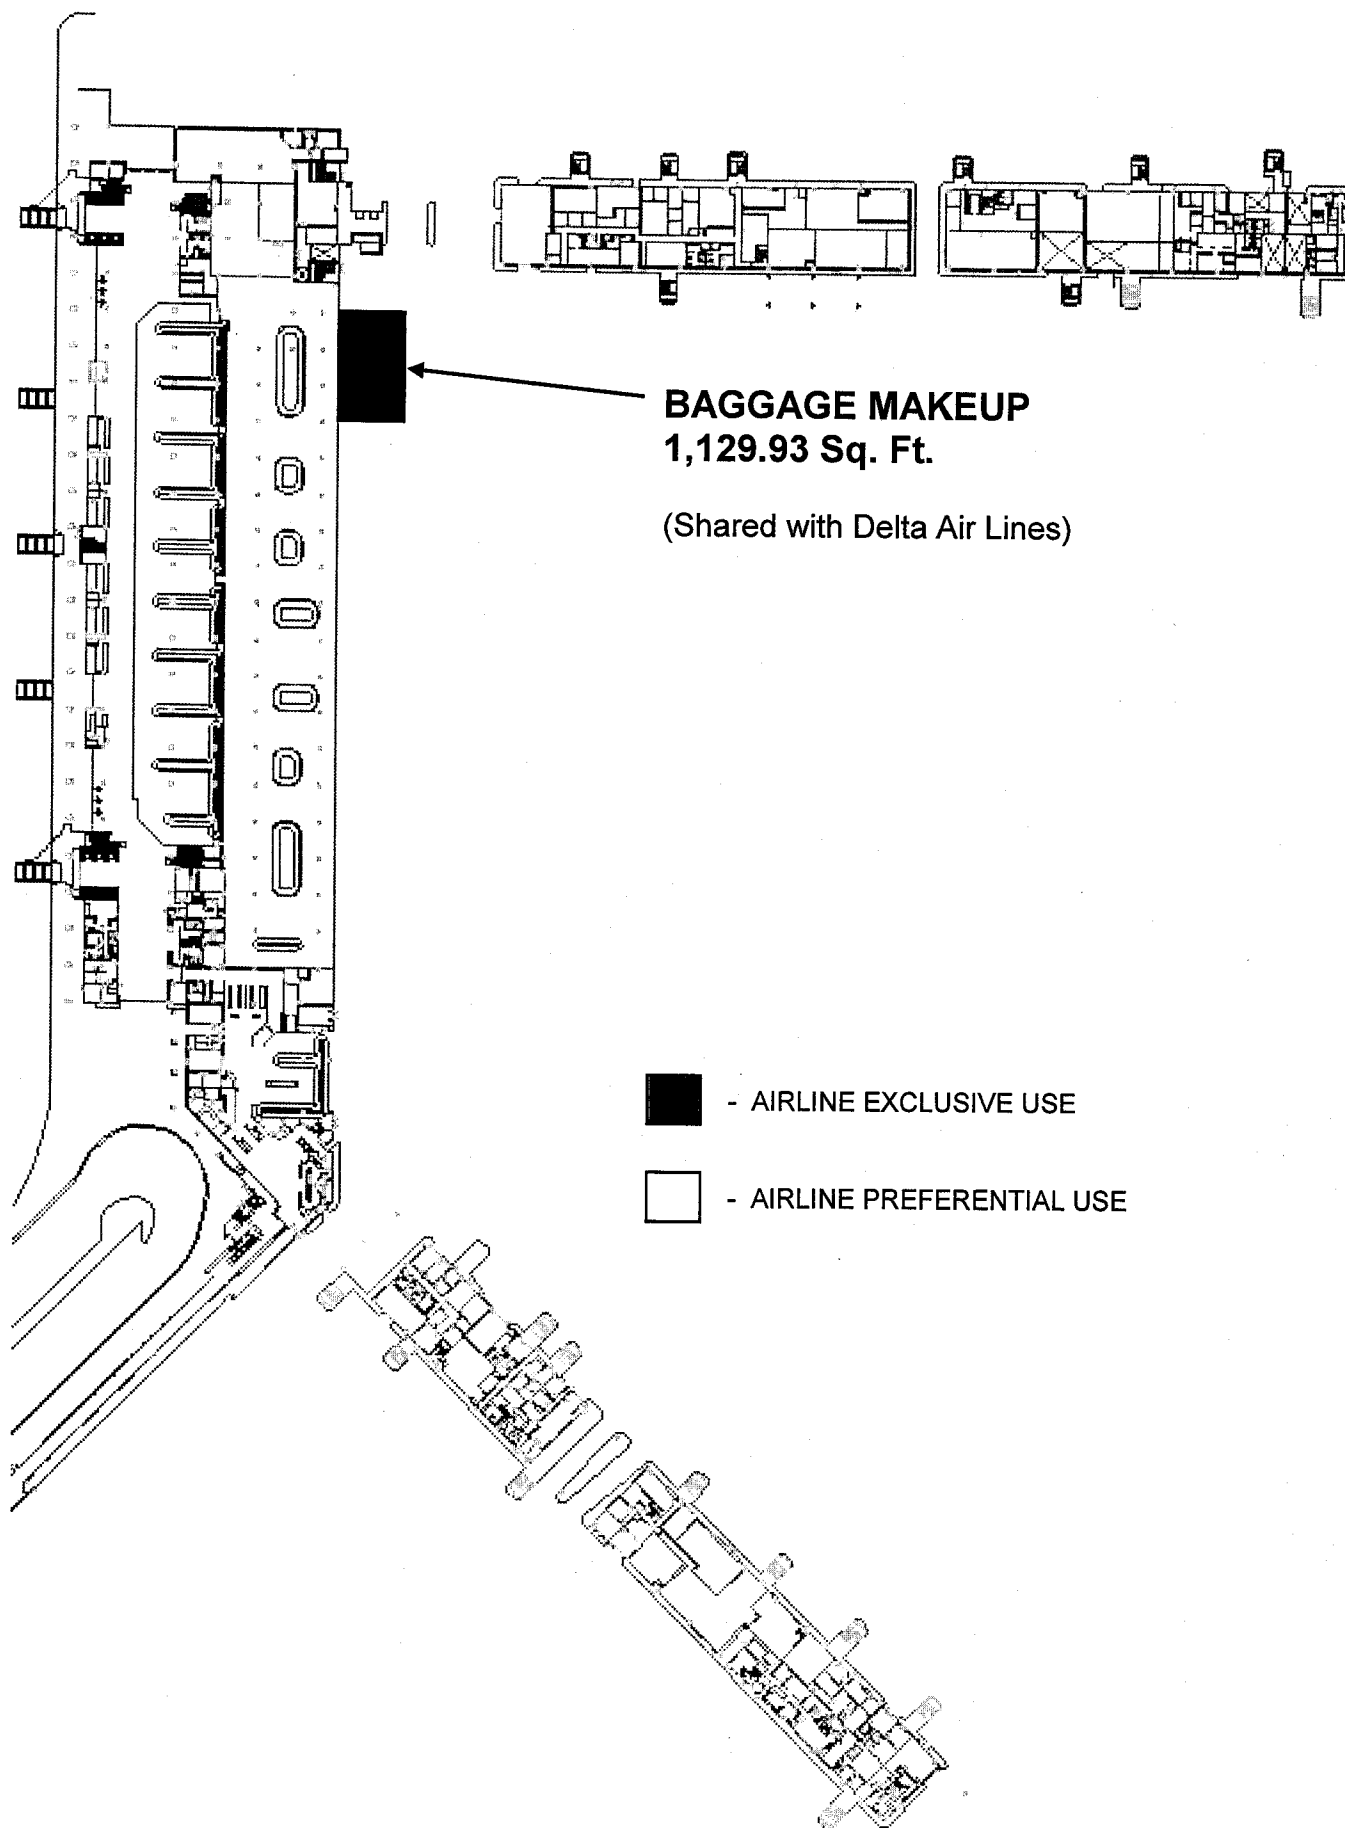 BAGGAGE MAKEUP
1,129.93 Sq. Ft.
(Shared with Delta Air Lines)
- AIRLINE EXCLUSIVE USE
- AIRLINE PREFERENTIAL USE